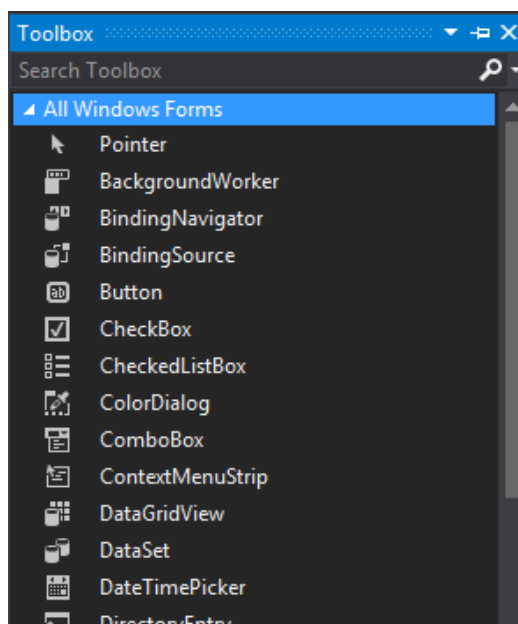 Toolbox
Search Toolbox
All Windows Forms
Pointer
BackgroundWorker
BindingNavigator
BindingSource
Button
CheckBox
CheckedListBox
ColorDialog
ComboBox
ContextMenuStrip
DataGridView
DataSet
DateTimePicker
DirectoryEntry